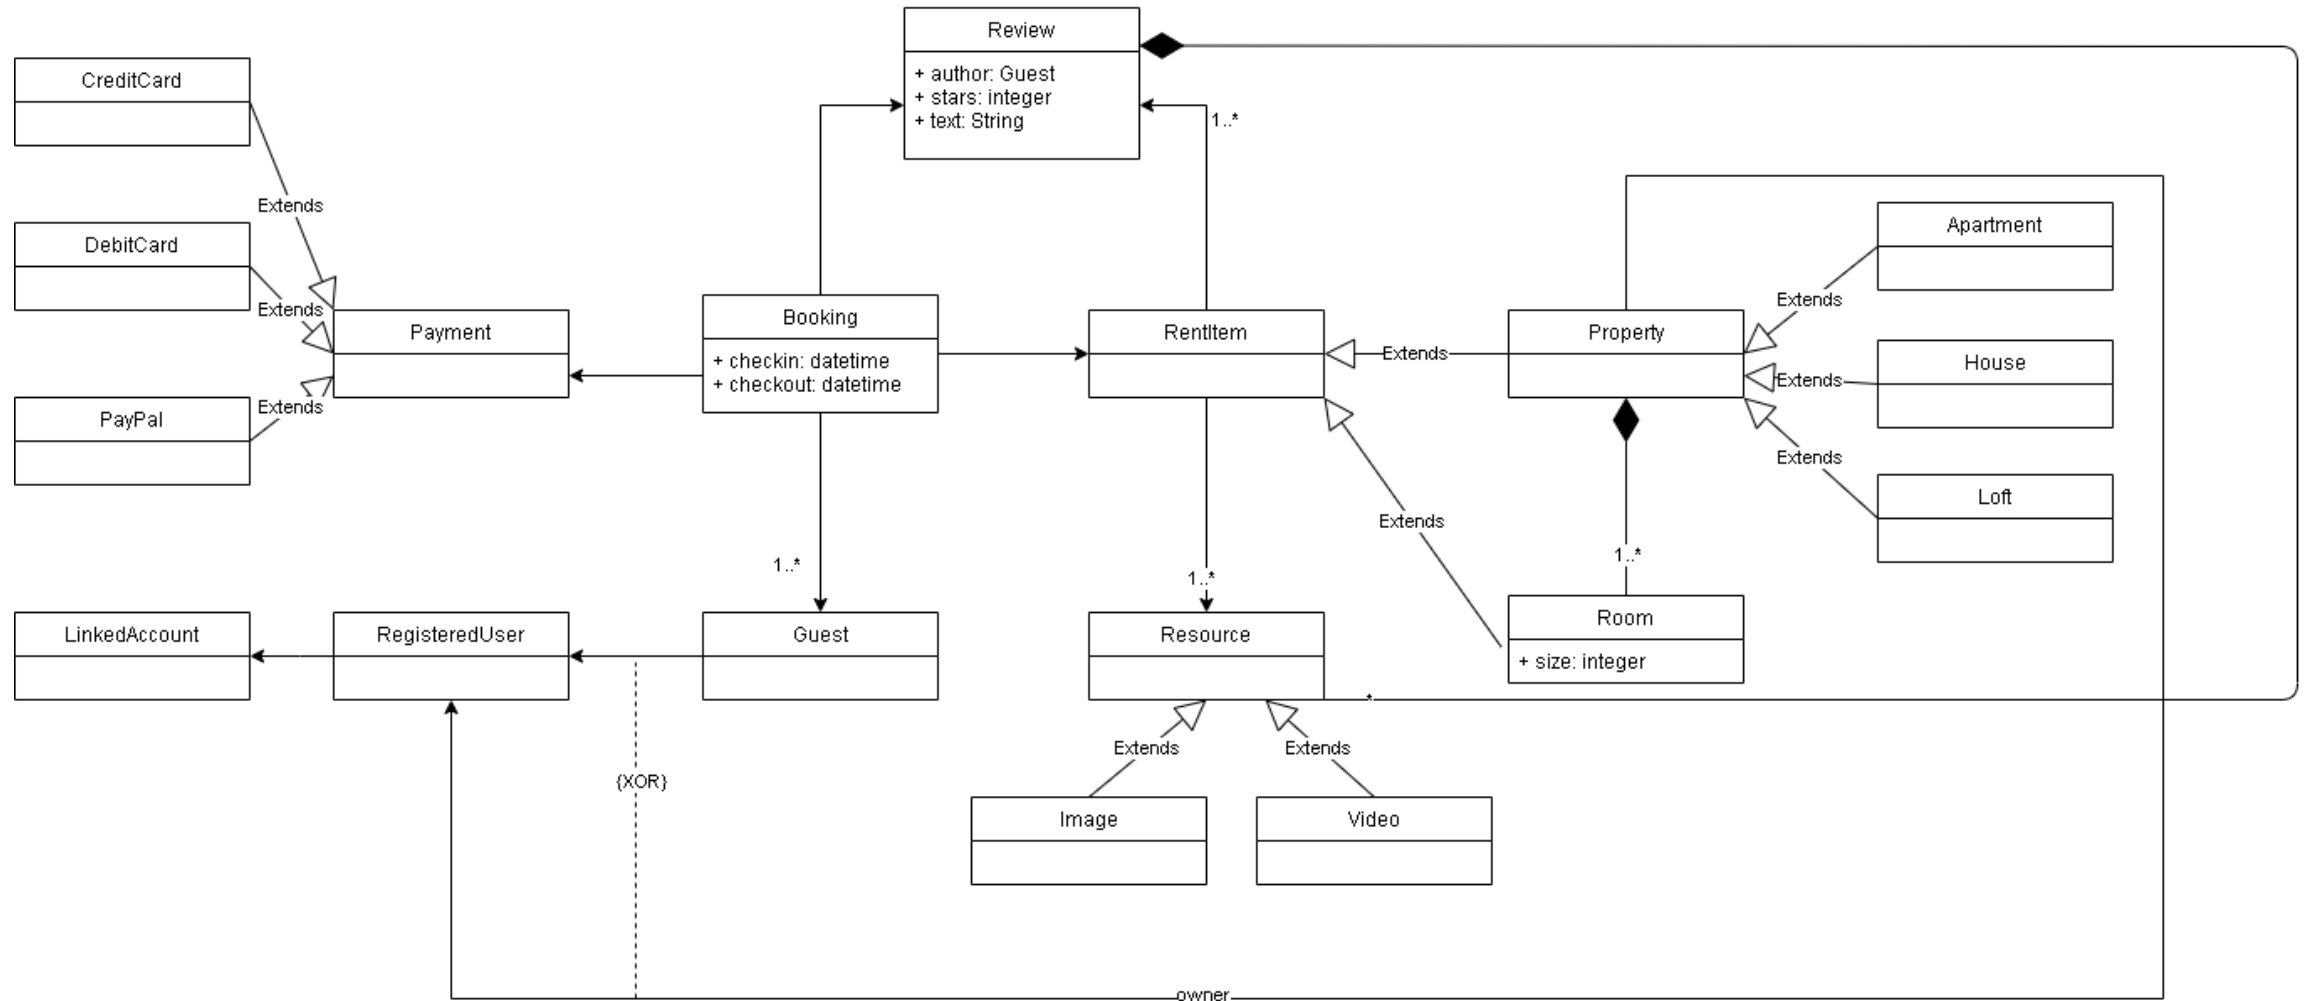 Review
+ author: Guest
+ stars: integer
+ text: String
CreditCard
1..*
Extends
DebitCard
Apartment
Extends
Extends
Payment
Booking
+ checkin: datetime
+ checkout: datetime
RentItem
Extends
Property
House
Extends
Extends
PayPal
Extends
Loft
Extends
1..*
1..*
1..*
LinkedAccount
RegisteredUser
Guest
Resource
Room
+ size: integer
*
Extends
Extends
{XOR}
Image
Video
owner